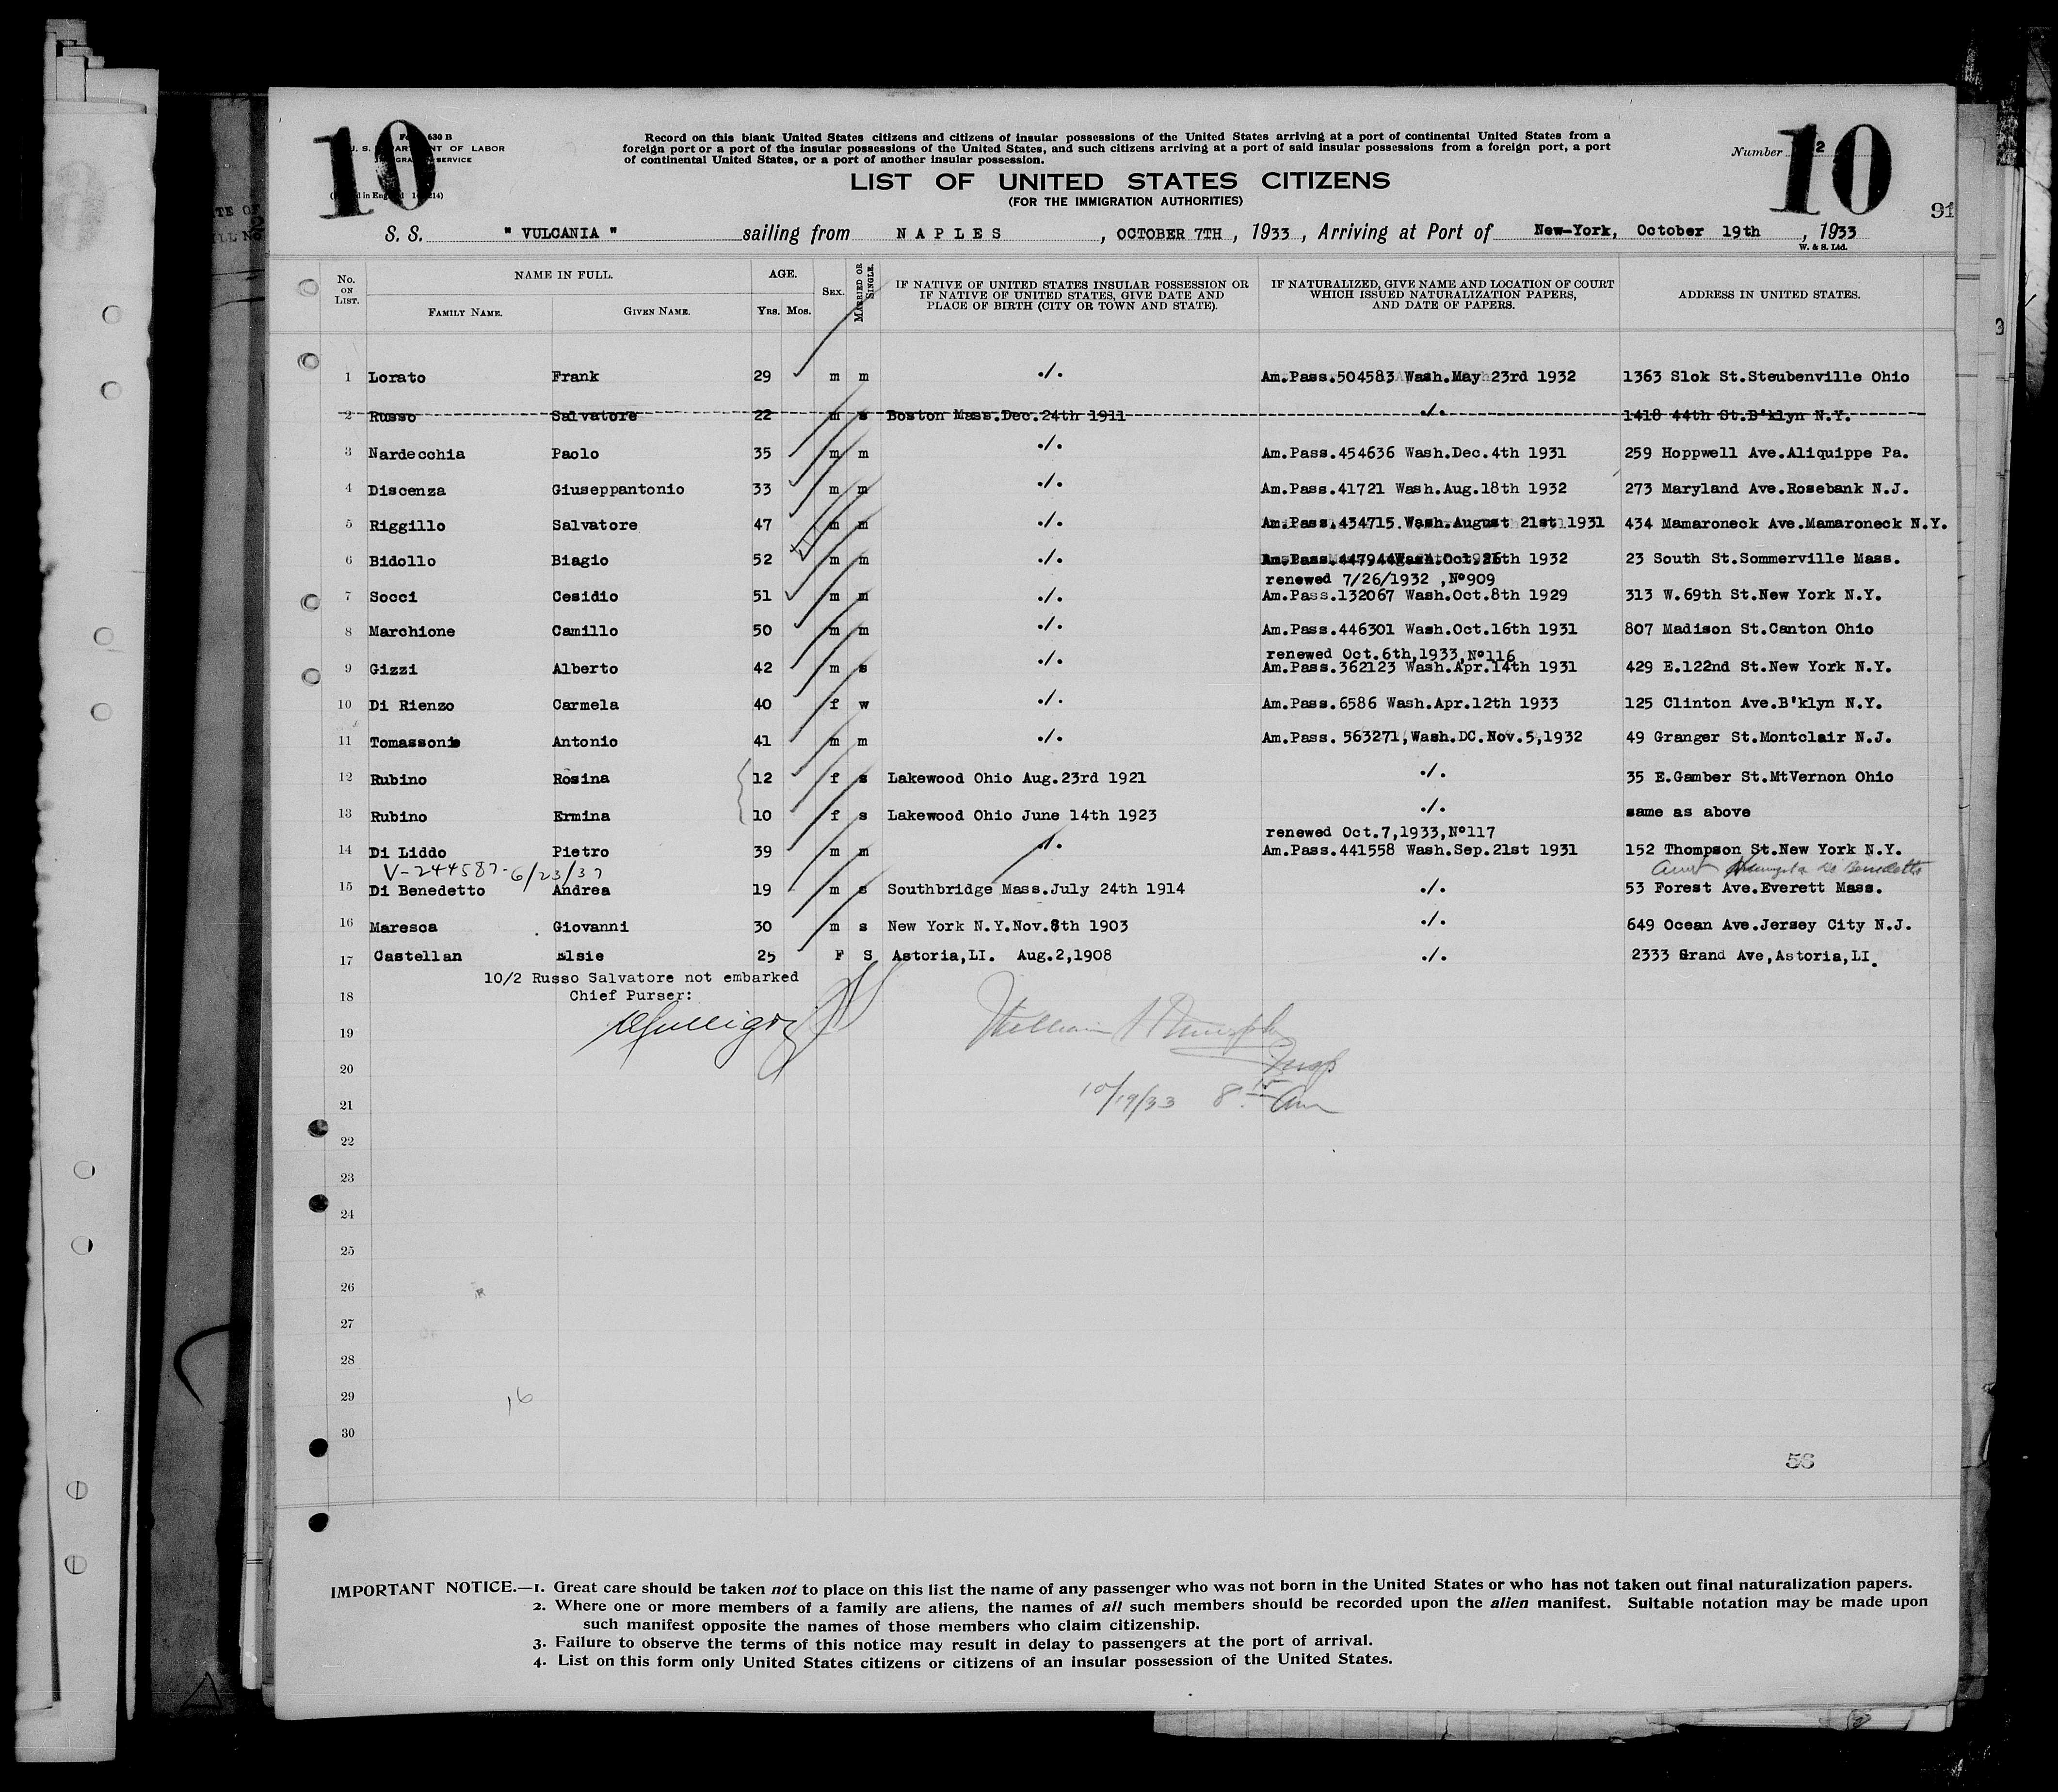 10
10
630 B
U. S. DEPARTMENT OF LABOR
Record on this blank United States citizens and citizens of insular possessions of the United States arriving at a port of continental United States from a
foreign port or a port of the insular possessions of the United States, and such citizens arriving at a port of said insular possessions from a foreign port, a port
of continental United States, or a port of another insular possession.
Number 2
LIST OF UNITED STATES CITIZENS
(FOR THE IMMIGRATION AUTHORITIES)
91
S. S. " VULCANIA " sailing from NAPLES, OCTOBER 7TH, 1933, Arriving at Port of New-York, October 19th, 1933
W. & S. Ltd.
No. ON LIST. NAME IN FULL. AGE. SEX. MARRIED OR SINGLE. IF NATIVE OF UNITED STATES INSULAR POSSESSION OR IF NATIVE OF UNITED STATES, GIVE DATE AND PLACE OF BIRTH (CITY OR TOWN AND STATE). IF NATURALIZED, GIVE NAME AND LOCATION OF COURT WHICH ISSUED NATURALIZATION PAPERS, AND DATE OF PAPERS. ADDRESS IN UNITED STATES.
FAMILY NAME. GIVEN NAME. YRS. MOS.
1 Lorato Frank 29 m m ./. Am.Pass.504583 Wash.May 23rd 1932 1363 Slok St.Steubenville Ohio
2 Russo Salvatore 22 m s Boston Mass.Dec.24th 1911 ./. 1418 44th St.B'klyn N.Y.
3 Nardecchia Paolo 35 m m ./. Am.Pass.454636 Wash.Dec.4th 1931 259 Hoppwell Ave.Aliquippe Pa.
4 Discenza Giuseppantonio 33 m m ./. Am.Pass.41721 Wash.Aug.18th 1932 273 Maryland Ave.Rosebank N.J.
5 Riggillo Salvatore 47 m m ./. Am.Pass.434715.Wash.August 21st 1931 434 Mamaroneck Ave.Mamaroneck N.Y.
6 Bidollo Biagio 52 m m ./. Am.Pass.447944Wash.Oct.26th 1932 23 South St.Sommerville Mass.
renewed 7/26/1932 ,Nº909
7 Socci Cesidio 51 m m ./. Am.Pass.132067 Wash.Oct.8th 1929 313 W.69th St.New York N.Y.
8 Marchione Camillo 50 m m ./. Am.Pass.446301 Wash.Oct.16th 1931 807 Madison St.Canton Ohio
renewed Oct.6th,1933,Nº116
9 Gizzi Alberto 42 m s ./. Am.Pass.362123 Wash.Apr.14th 1931 429 E.122nd St.New York N.Y.
10 Di Rienzo Carmela 40 f w ./. Am.Pass.6586 Wash.Apr.12th 1933 125 Clinton Ave.B'klyn N.Y.
11 Tomassoni Antonio 41 m m ./. Am.Pass. 563271,Wash.DC.Nov.5,1932 49 Granger St.Montclair N.J.
12 Rubino Rosina 12 f s Lakewood Ohio Aug.23rd 1921 ./. 35 E.Gamber St.MtVernon Ohio
13 Rubino Ermina 10 f s Lakewood Ohio June 14th 1923 ./. same as above
renewed Oct.7,1933,Nº117
14 Di Liddo Pietro 39 m m ./. Am.Pass.441558 Wash.Sep.21st 1931 152 Thompson St.New York N.Y.
V-244587-6/23/37 aunt Di Benedetto
15 Di Benedetto Andrea 19 m s Southbridge Mass.July 24th 1914 ./. 53 Forest Ave.Everett Mass.
16 Maresca Giovanni 30 m s New York N.Y.Nov.8th 1903 ./. 649 Ocean Ave.Jersey City N.J.
17 Castellan Elsie 25 F S Astoria,LI. Aug.2,1908 ./. 2333 Grand Ave,Astoria,LI.
10/2 Russo Salvatore not embarked
18 Chief Purser:
19 William
20 Insp
21 10/19/33 8 15 am
22
23
24
25
26
27
28
29 16
30
56
IMPORTANT NOTICE.—1. Great care should be taken not to place on this list the name of any passenger who was not born in the United States or who has not taken out final naturalization papers.
2. Where one or more members of a family are aliens, the names of all such members should be recorded upon the alien manifest. Suitable notation may be made upon
such manifest opposite the names of those members who claim citizenship.
3. Failure to observe the terms of this notice may result in delay to passengers at the port of arrival.
4. List on this form only United States citizens or citizens of an insular possession of the United States.